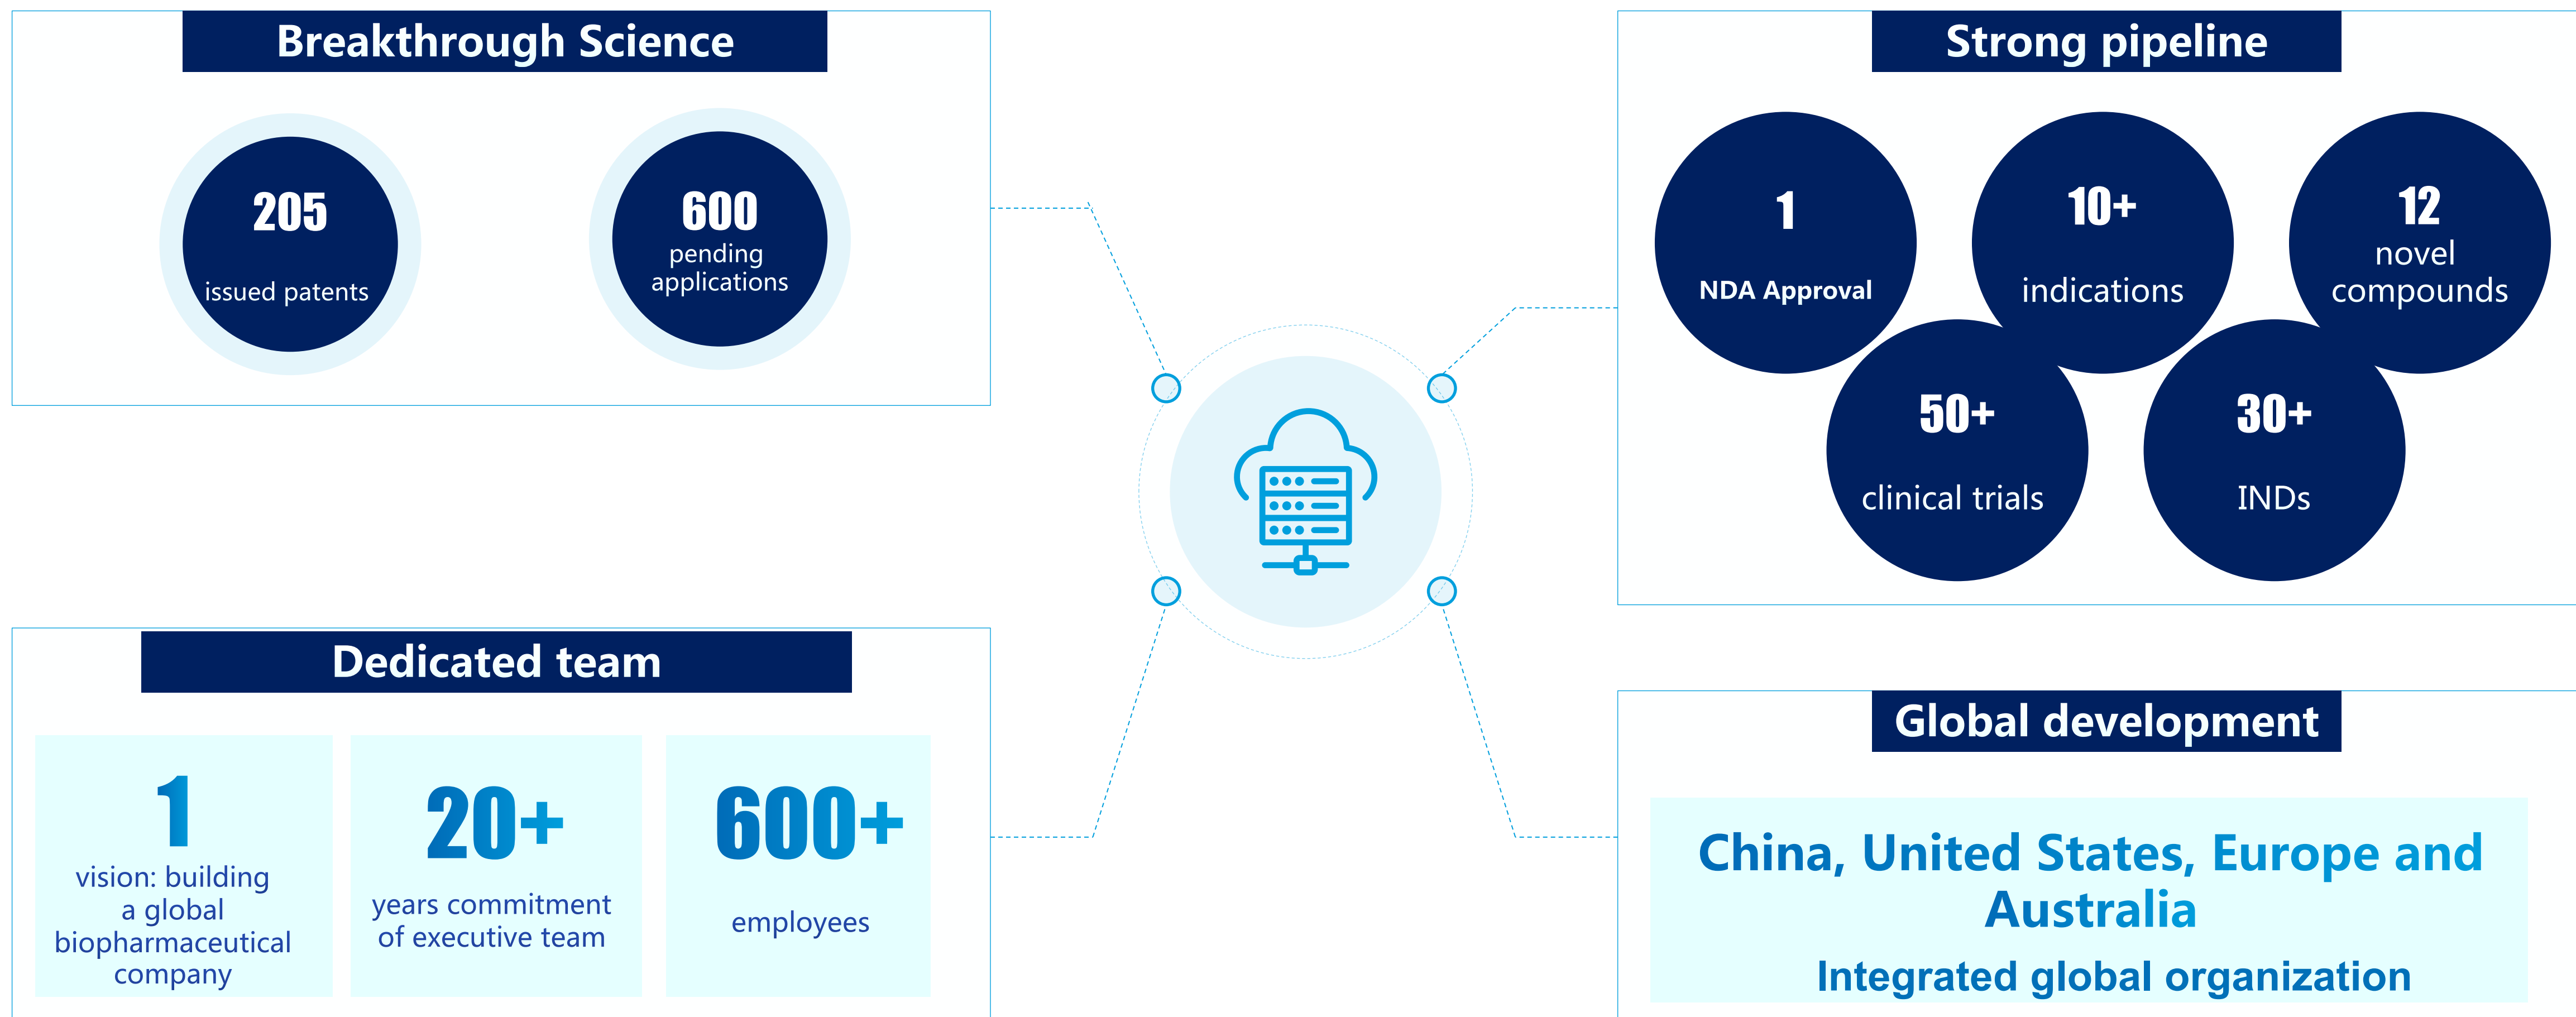 Breakthrough Science
205
issued patents
600
pending
applications
Strong pipeline
1
NDA Approval
10+
indications
12
novel
compounds
50+
clinical trials
30+
INDs
Dedicated team
1
vision: building
a global
biopharmaceutical
company
20+
years commitment
of executive team
600+
employees
Global development
China, United States, Europe and
Australia
Integrated global organization